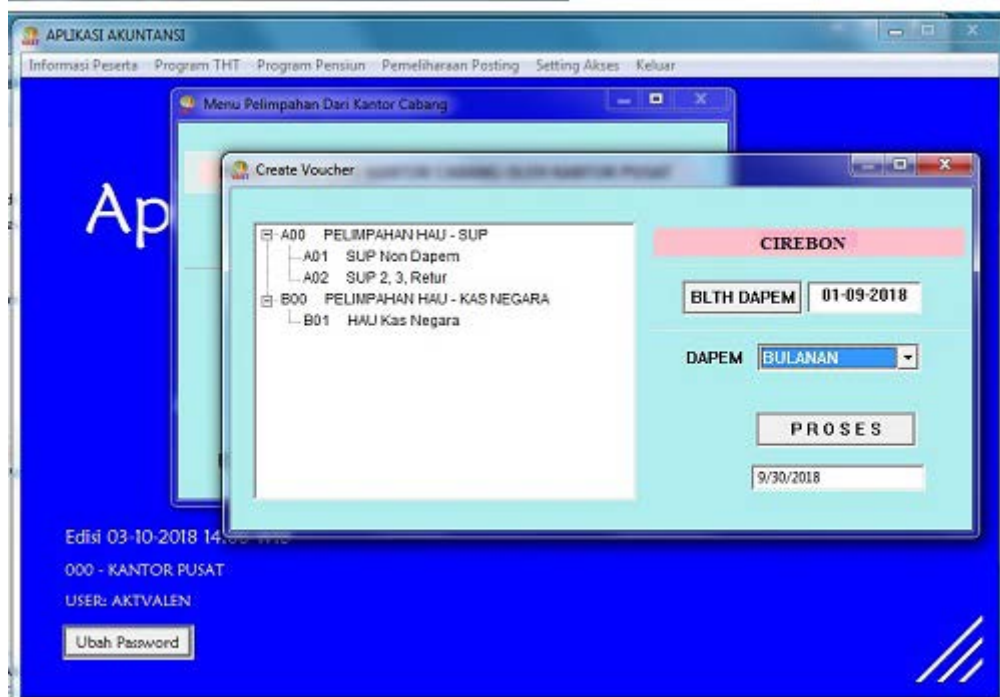 APLIKASI AKUNTANSI
Informasi Peserta Program THT Program Pensiun Pemeliharaan Posting Setting Akses Keluar
Menu Pelimpahan Dari Kantor Cabang
Create Voucher
Ap
A00 PELIMPAHAN HAU - SUP
A01 SUP Non Dapem
A02 SUP 2, 3, Retur
B00 PELIMPAHAN HAU - KAS NEGARA
B01 HAU Kas Negara
CIREBON
BLTH DAPEM 01-09-2018
DAPEM BULANAN
P R O S E S
9/30/2018
Edisi 03-10-2018
000 - KANTOR PUSAT
USER: AKTVALEN
Ubah Password